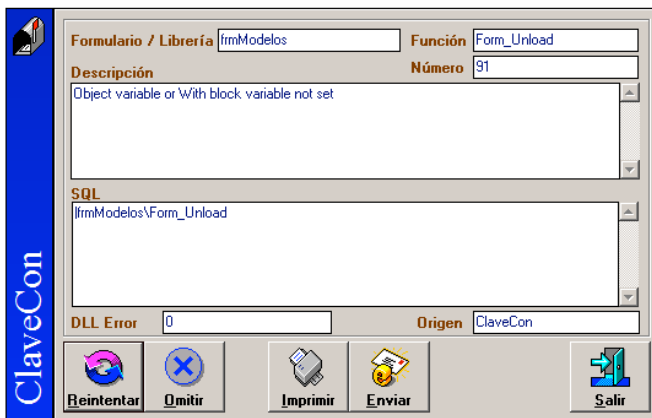 Formulario / Librería frmModelos Función Form_Unload
Número 91
Descripción
Object variable or With block variable not set
SQL
|frmModelos\Form_Unload
DLL Error 0 Origen ClaveCon
Reintentar Omitir Imprimir Enviar Salir
ClaveCon